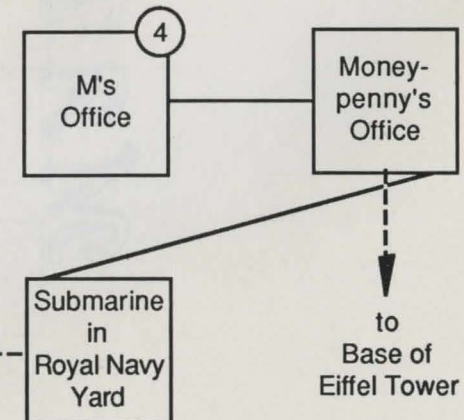 4
M's
Office
Money-
penny's
Office
Submarine
in
Royal Navy
Yard
to
Base of
Eiffel Tower